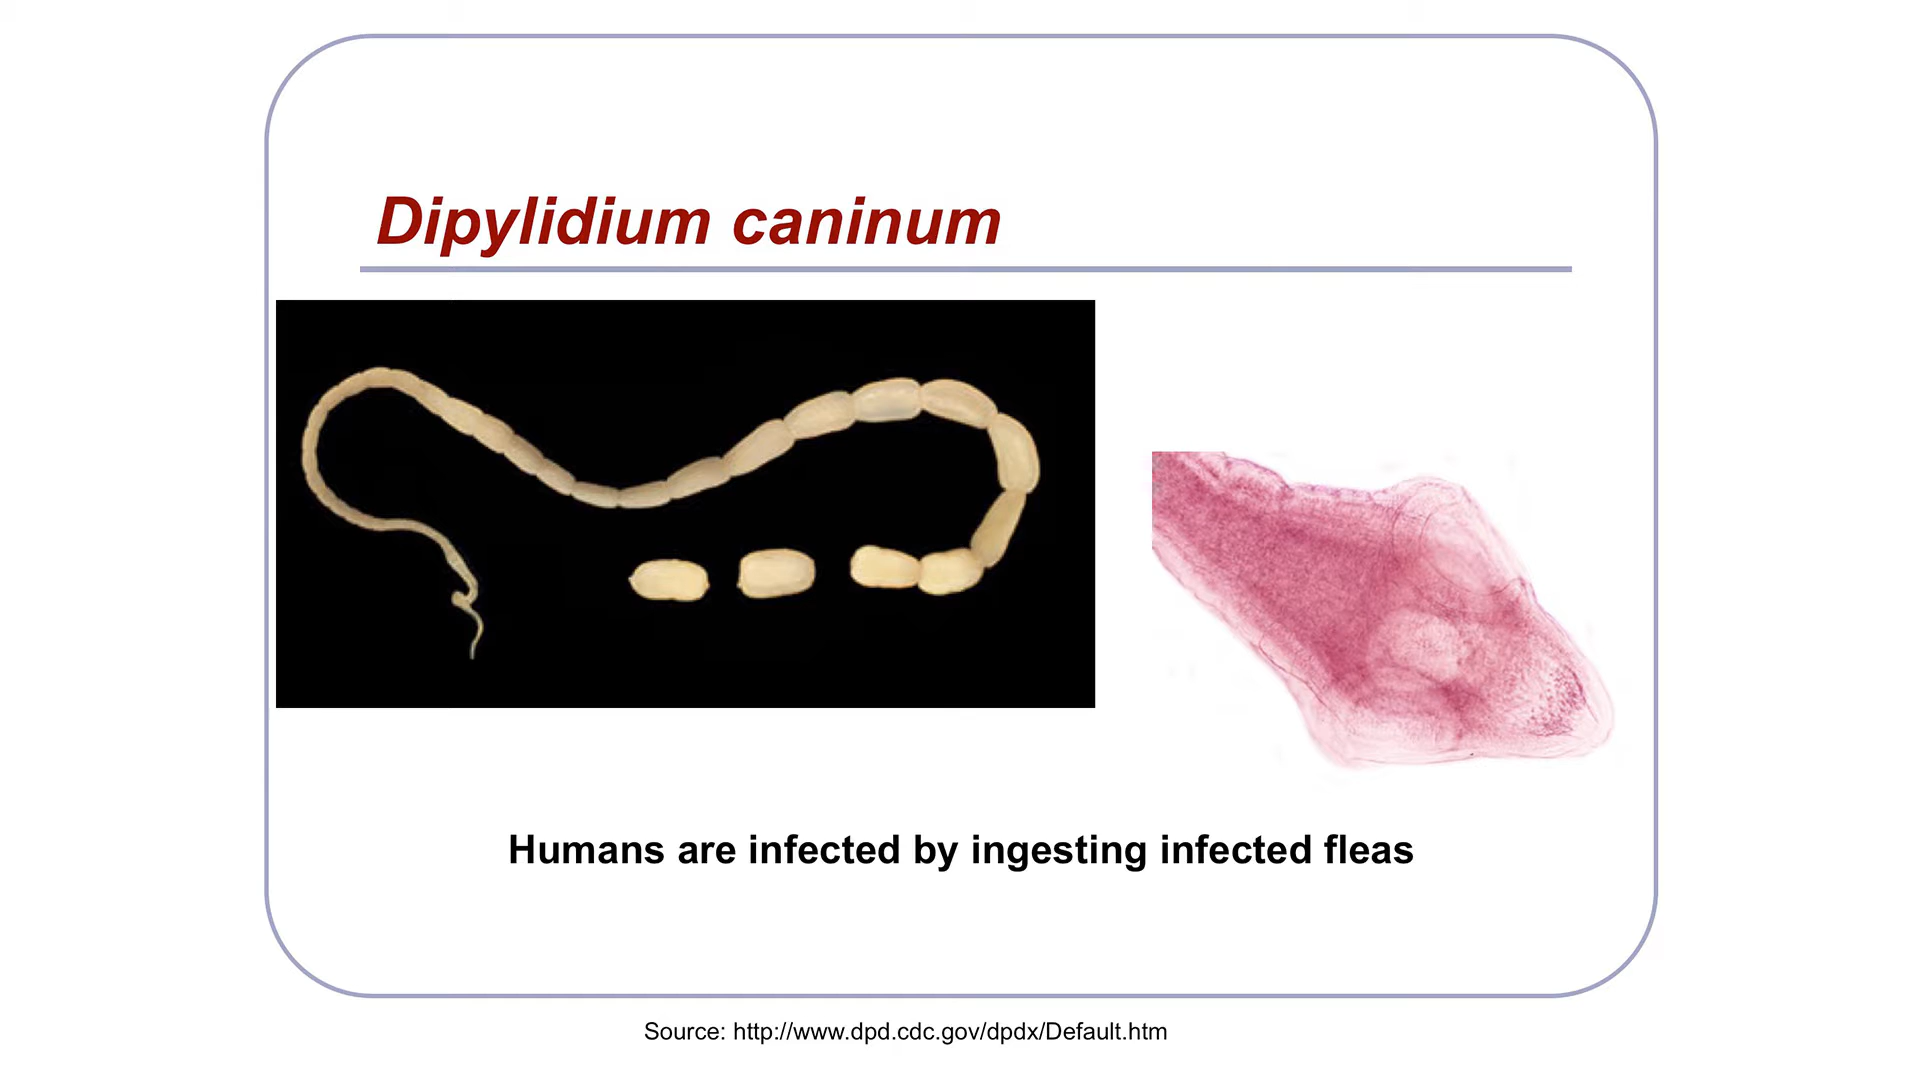 Dipylidium caninum
Humans are infected by ingesting infected fleas
Source: http://www.dpd.cdc.gov/dpdx/Default.htm